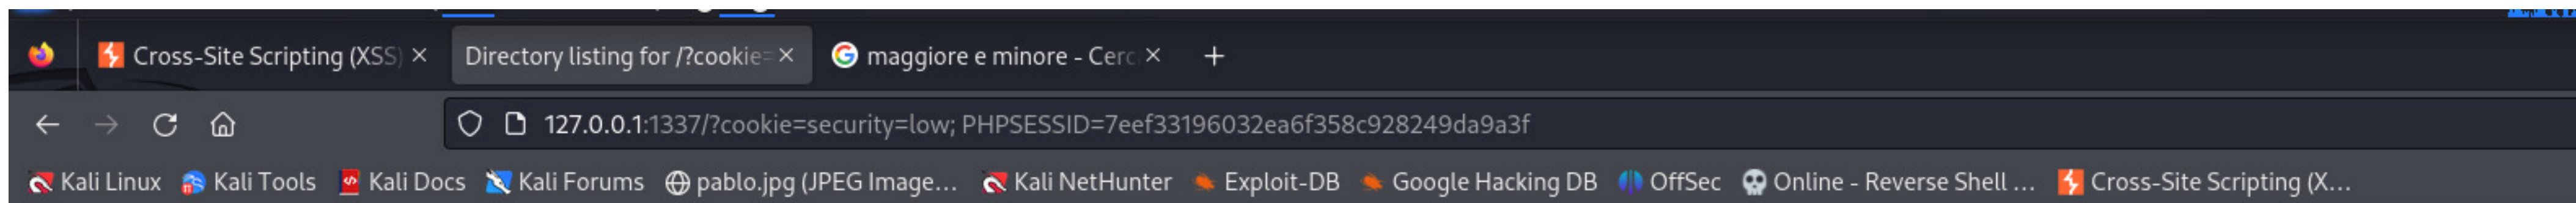 Cross-Site Scripting (XSS) Directory listing for /?cookie= maggiore e minore - Cerc
127.0.0.1:1337/?cookie=security=low; PHPSESSID=7eef33196032ea6f358c928249da9a3f
Kali Linux Kali Tools Kali Docs Kali Forums pablo.jpg (JPEG Image... Kali NetHunter Exploit-DB Google Hacking DB OffSec Online - Reverse Shell ... Cross-Site Scripting (X...